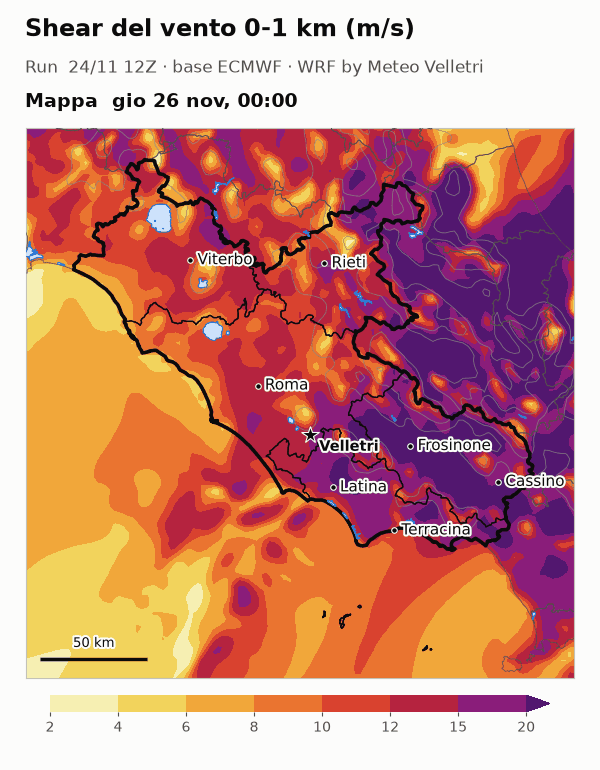 Shear del vento 0-1 km (m/s)
Run  24/11 12Z · base ECMWF · WRF by Meteo Velletri
Mappa  gio 26 nov, 00:00
Viterbo
Rieti
Roma
Velletri
Frosinone
Cassino
Latina
Terracina
50 km
2 4 6 8 10 12 15 20